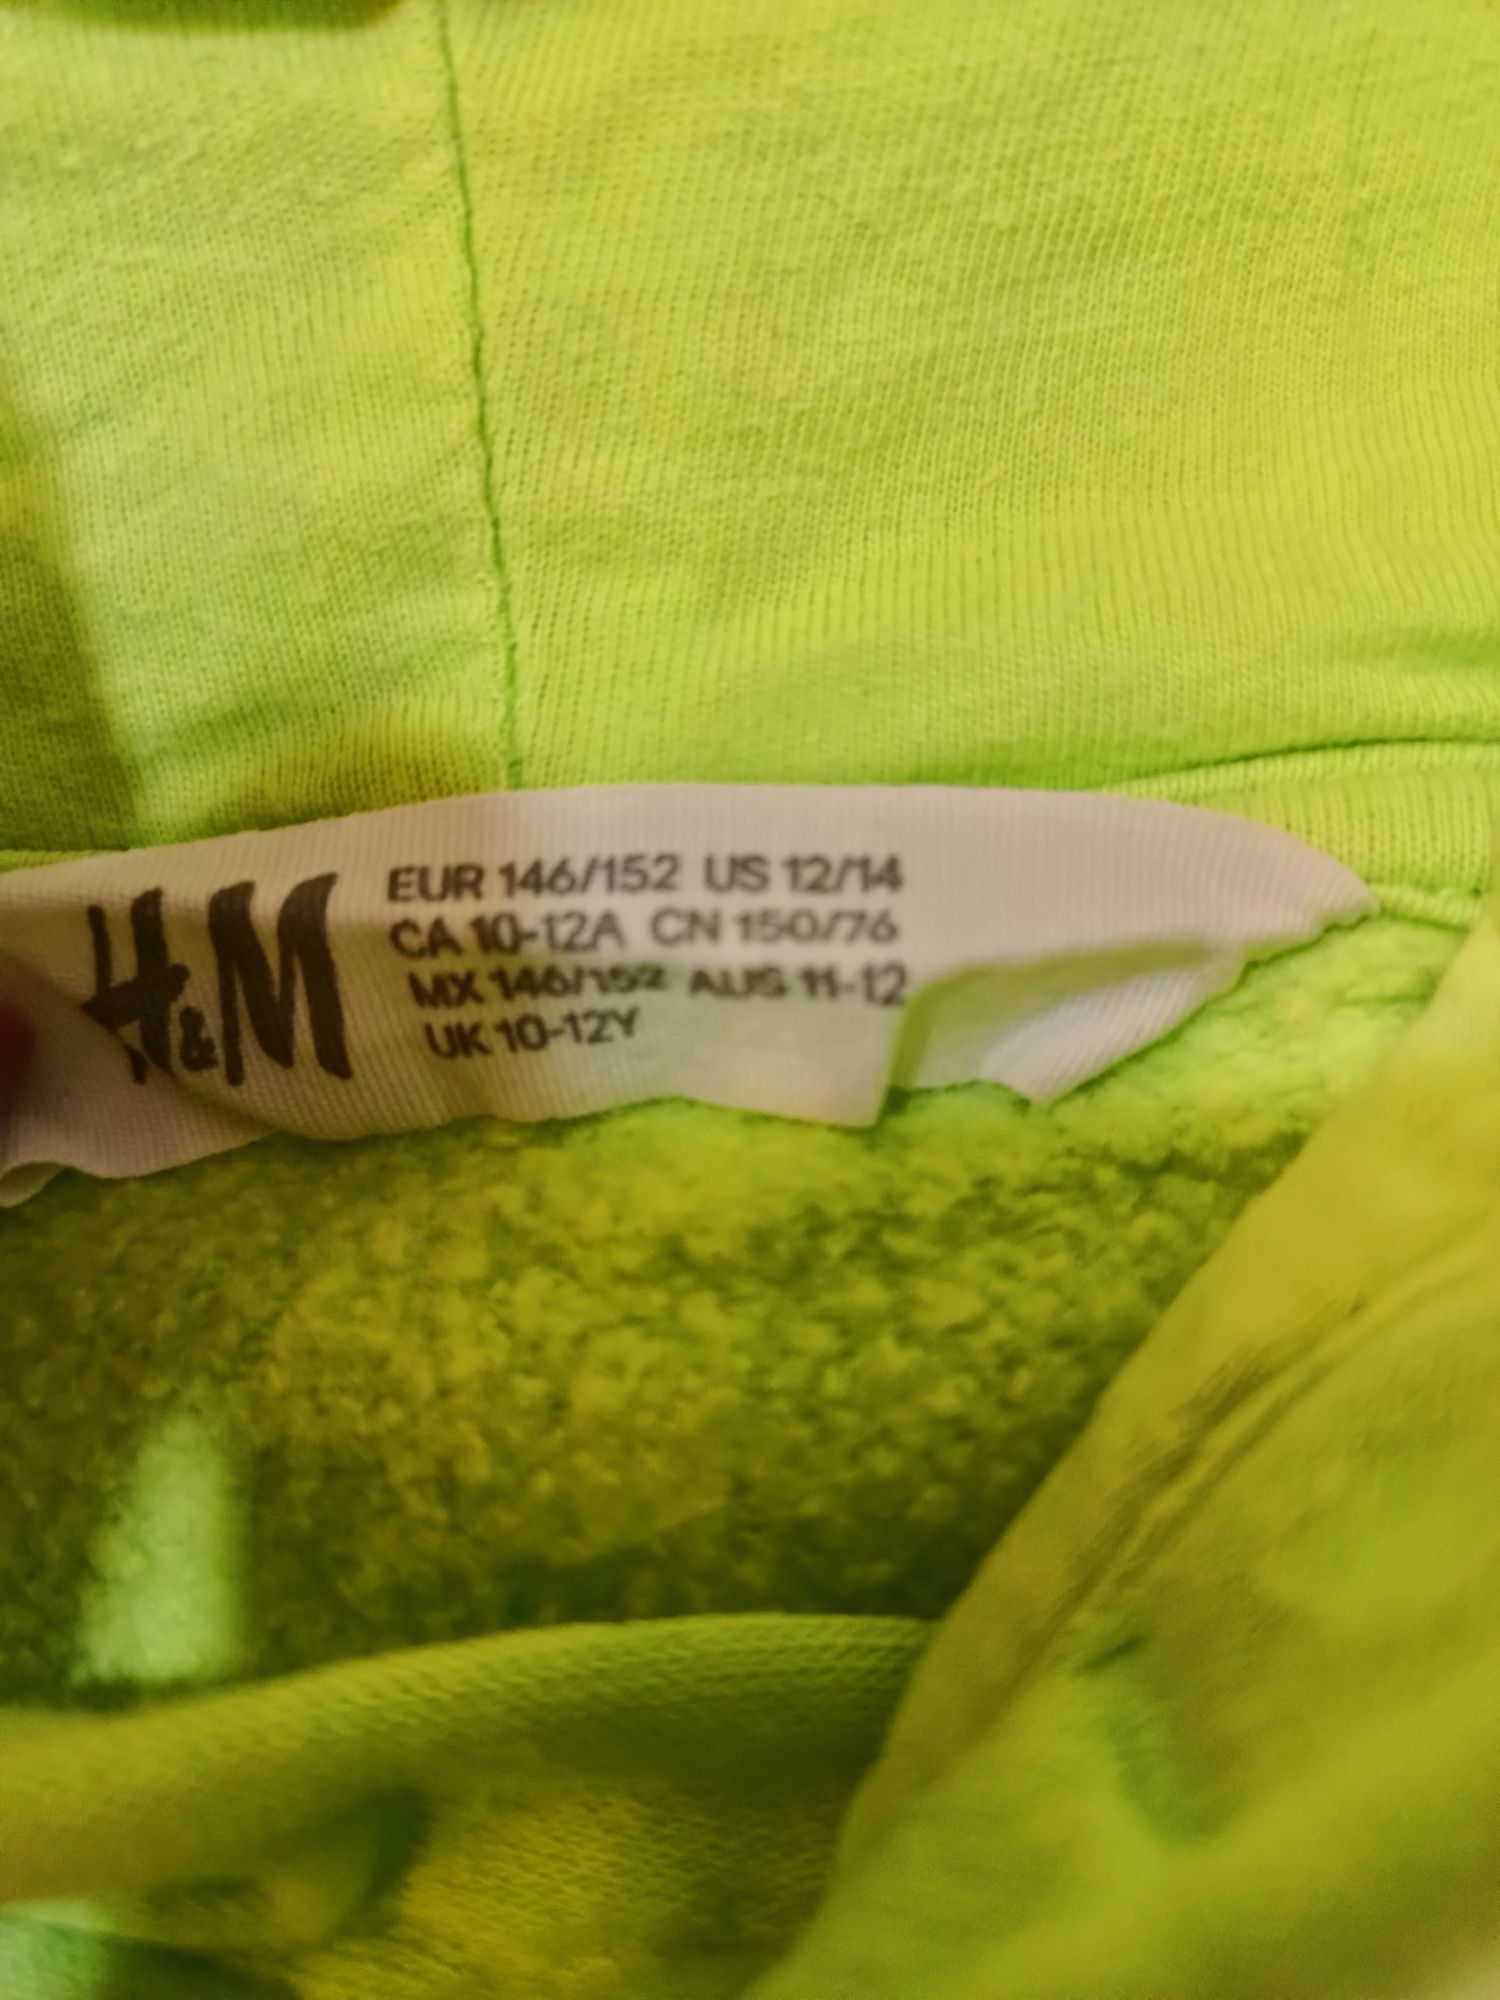 H&M
EUR 146/152 US 12/14
CA 10-12A CN 150/76
MX 146/152 AUS 11-12
UK 10-12Y